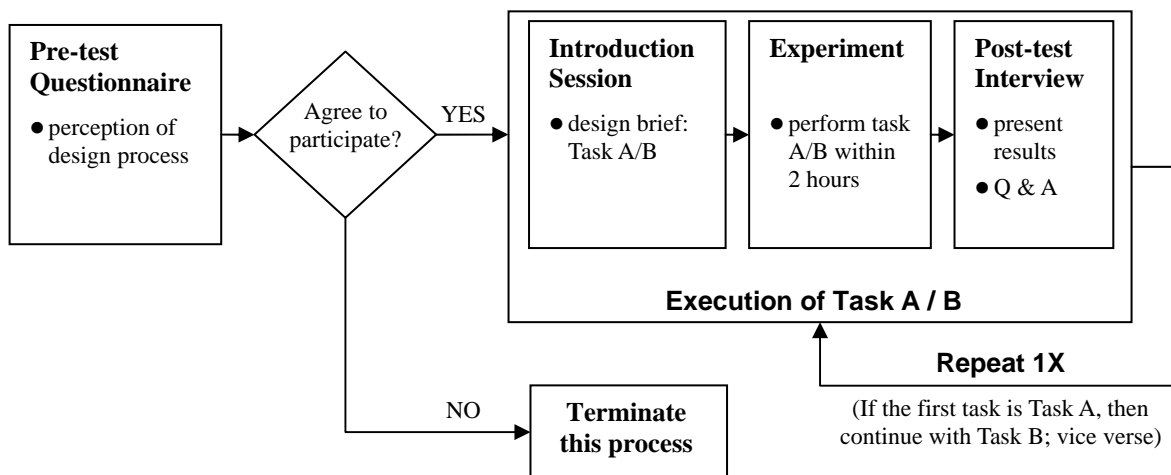 Pre-test
Questionnaire
● perception of
design process
Agree to
participate?
YES
NO
Terminate
this process
Introduction
Session
● design brief:
Task A/B
Experiment
● perform task
A/B within
2 hours
Post-test
Interview
● present
results
● Q & A
Execution of Task A / B
Repeat 1X
(If the first task is Task A, then
continue with Task B; vice verse)